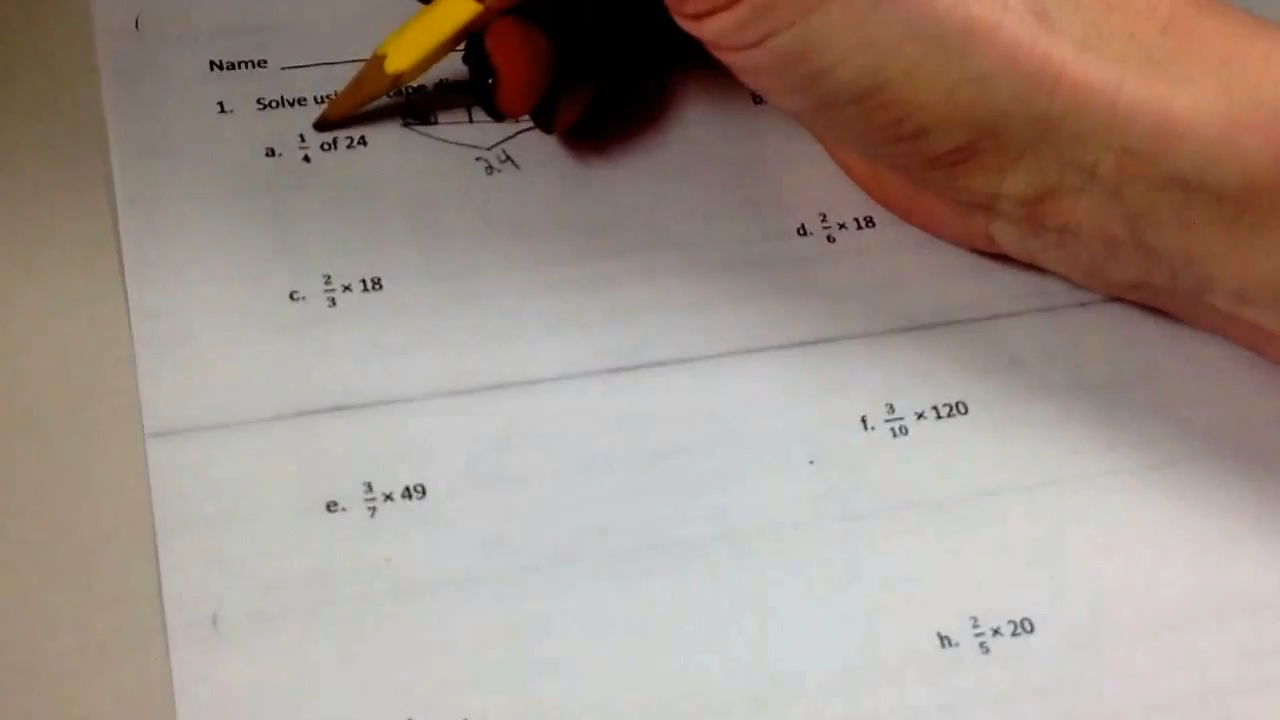 Name
1. Solve
a. 1/4 of 24
24
d. 2/6 × 18
c. 2/3 × 18
f. 3/10 × 120
e. 3/7 × 49
h. 2/5 × 20